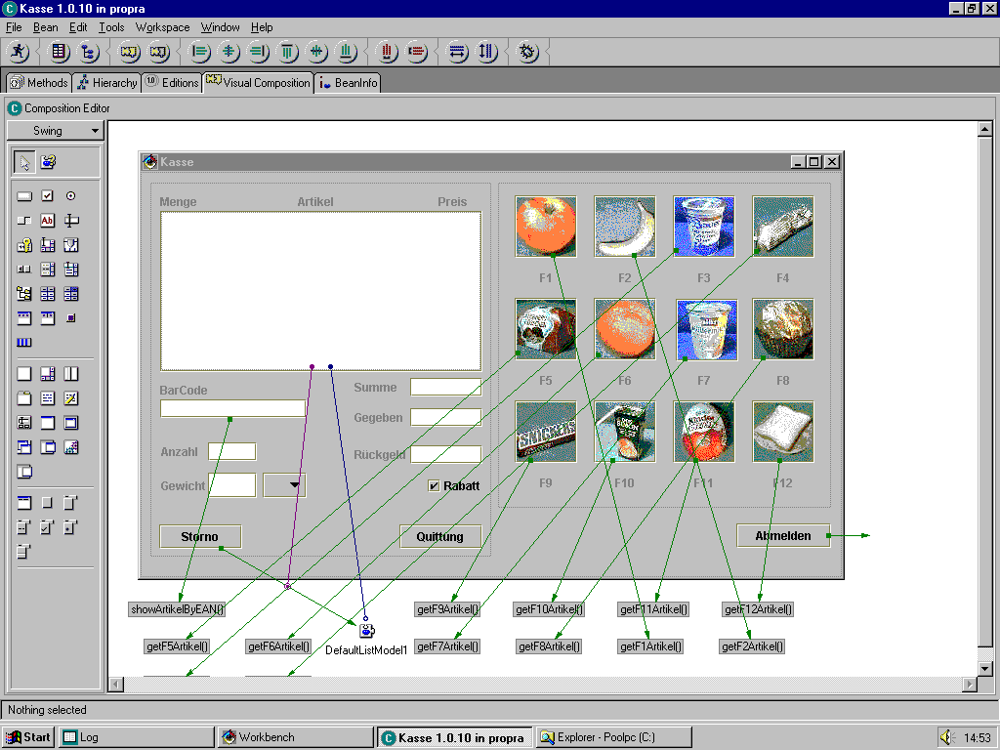 Kasse 1.0.10 in propra
File Bean Edit Tools Workspace Window Help
Methods Hierarchy Editions Visual Composition BeanInfo
Composition Editor
Swing
Kasse
Menge Artikel Preis
F1 F2 F3 F4
F5 F6 F7 F8
BarCode
Summe
Gegeben
Anzahl
Rückgeld
Gewicht
Rabatt
SNICKERS
Kinder
F9 F10 F11 F12
Storno Quittung Abmelden
showArtikelByEAN() getF9Artikel() getF10Artikel() getF11Artikel() getF12Artikel()
getF5Artikel() getF6Artikel() DefaultListModel1 getF7Artikel() getF8Artikel() getF1Artikel() getF2Artikel()
Nothing selected
Start Log Workbench Kasse 1.0.10 in propra Explorer - Poolpc (C:) 14:53